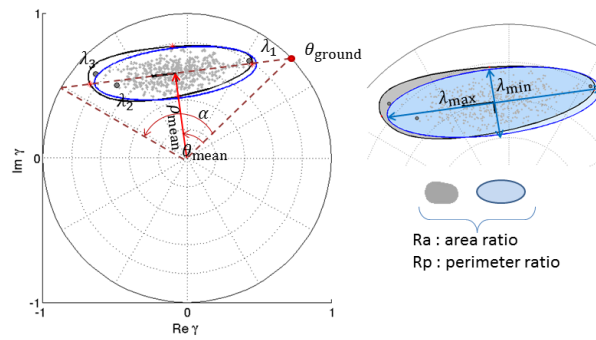 1
λ₁
θground
λ₃
λ₂
α
ρmean
θmean
0
Im γ
-1
-1
0
1
Re γ
λmax
λmin
Ra : area ratio
Rp : perimeter ratio